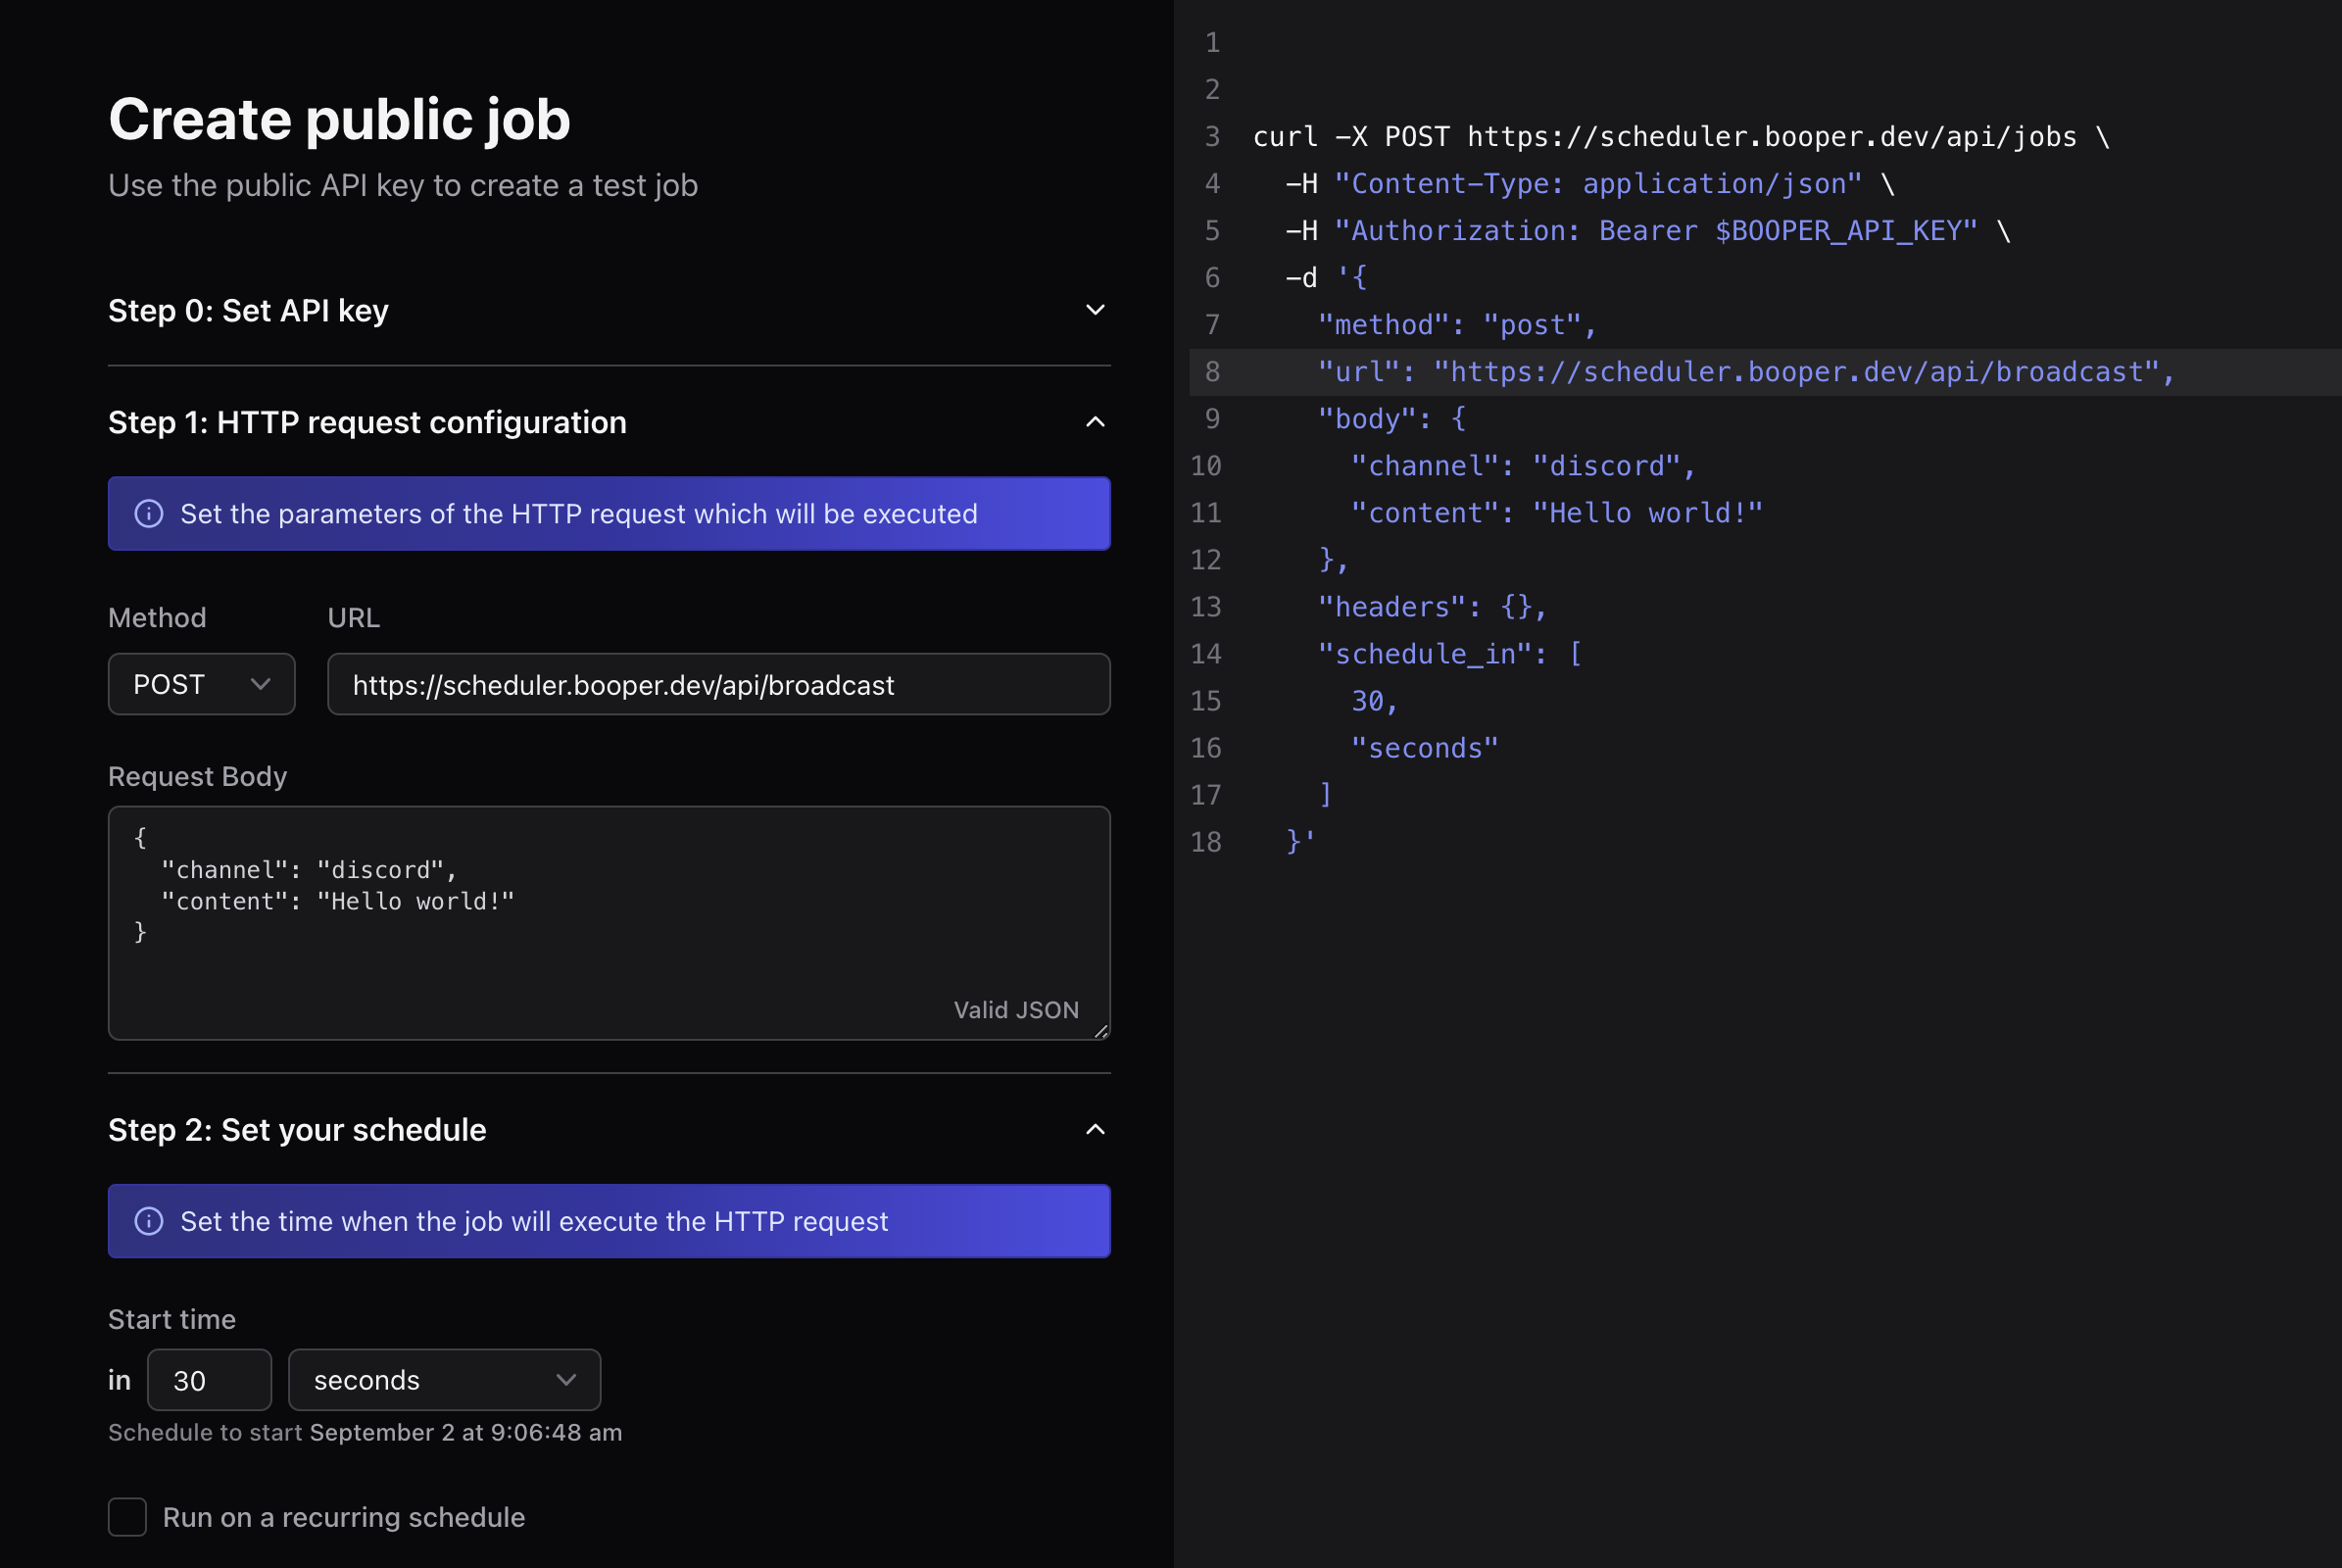 Create public job
Use the public API key to create a test job
Step 0: Set API key
Step 1: HTTP request configuration
Set the parameters of the HTTP request which will be executed
Method URL
POST https://scheduler.booper.dev/api/broadcast
Request Body
{
  "channel": "discord",
  "content": "Hello world!"
}
Valid JSON
Step 2: Set your schedule
Set the time when the job will execute the HTTP request
Start time
in 30 seconds
Schedule to start September 2 at 9:06:48 am
Run on a recurring schedule
1
2
3 curl -X POST https://scheduler.booper.dev/api/jobs \
4   -H "Content-Type: application/json" \
5   -H "Authorization: Bearer $BOOPER_API_KEY" \
6   -d '{
7     "method": "post",
8     "url": "https://scheduler.booper.dev/api/broadcast",
9     "body": {
10       "channel": "discord",
11       "content": "Hello world!"
12     },
13     "headers": {},
14     "schedule_in": [
15       30,
16       "seconds"
17     ]
18   }'